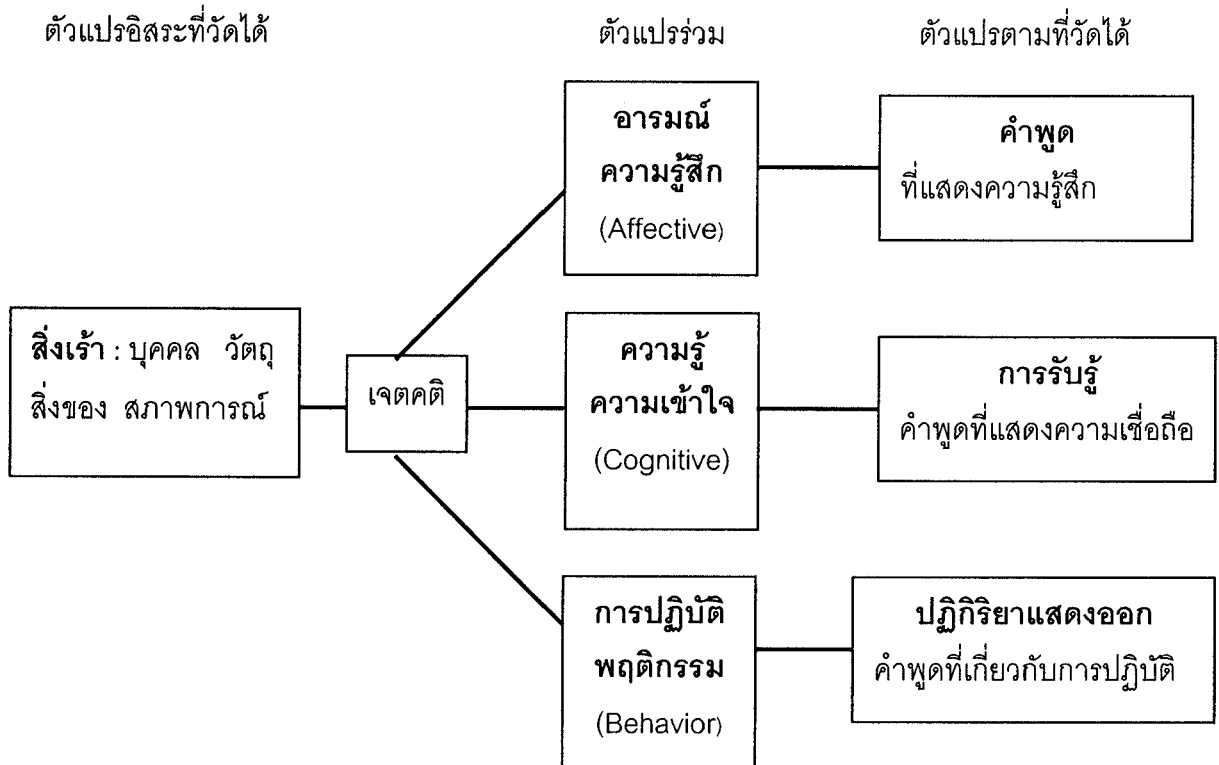 ตัวแปรอิสระที่วัดได้
ตัวแปรร่วม
ตัวแปรตามที่วัดได้
อารมณ์
ความรู้สึก
(Affective)
คำพูด
ที่แสดงความรู้สึก
สิ่งเร้า : บุคคล วัตถุ
สิ่งของ สภาพการณ์
เจตคติ
ความรู้
ความเข้าใจ
(Cognitive)
การรับรู้
คำพูดที่แสดงความเชื่อถือ
การปฏิบัติ
พฤติกรรม
(Behavior)
ปฏิกิริยาแสดงออก
คำพูดที่เกี่ยวกับการปฏิบัติ